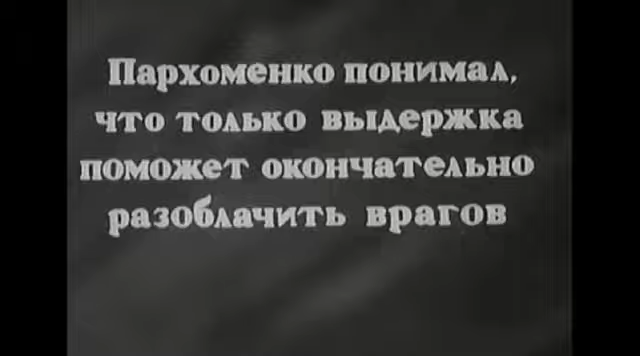 Пархоменко понимал,
что только выдержка
поможет окончательно
разоблачить врагов